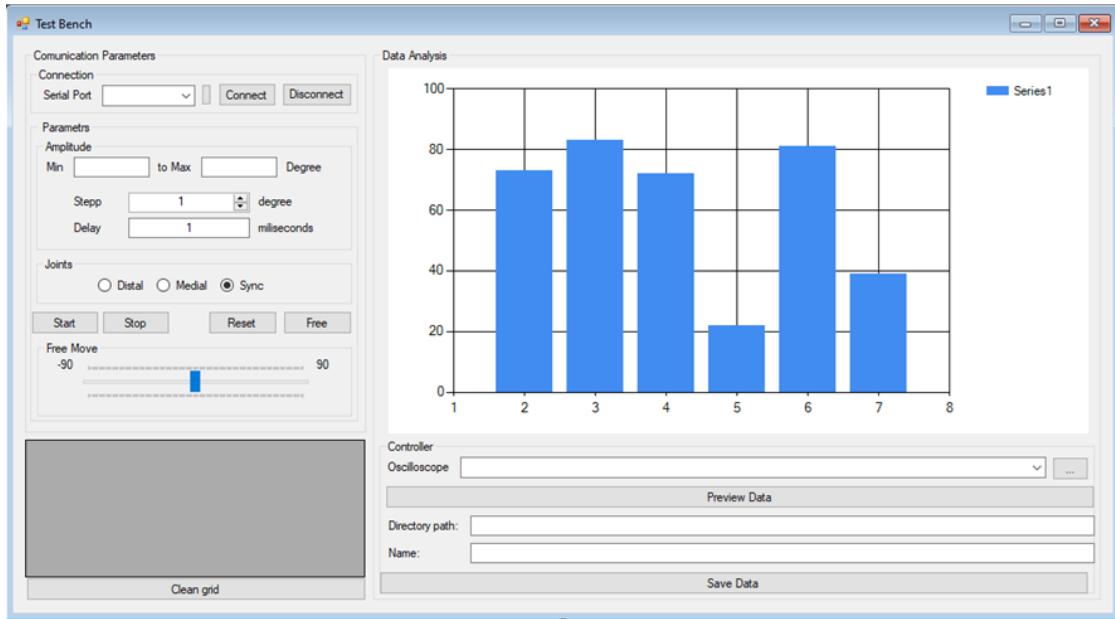 Test Bench
Comunication Parameters
Connection
Serial Port Connect Disconnect
Parametrs
Amplitude
Min to Max Degree
Stepp 1 degree
Delay 1 miliseconds
Joints
Distal Medial Sync
Start Stop Reset Free
Free Move
-90 90
Clean grid
Data Analysis
100
80
60
40
20
0
1 2 3 4 5 6 7 8
Series1
Controller
Oscilloscope ...
Preview Data
Directory path:
Name:
Save Data